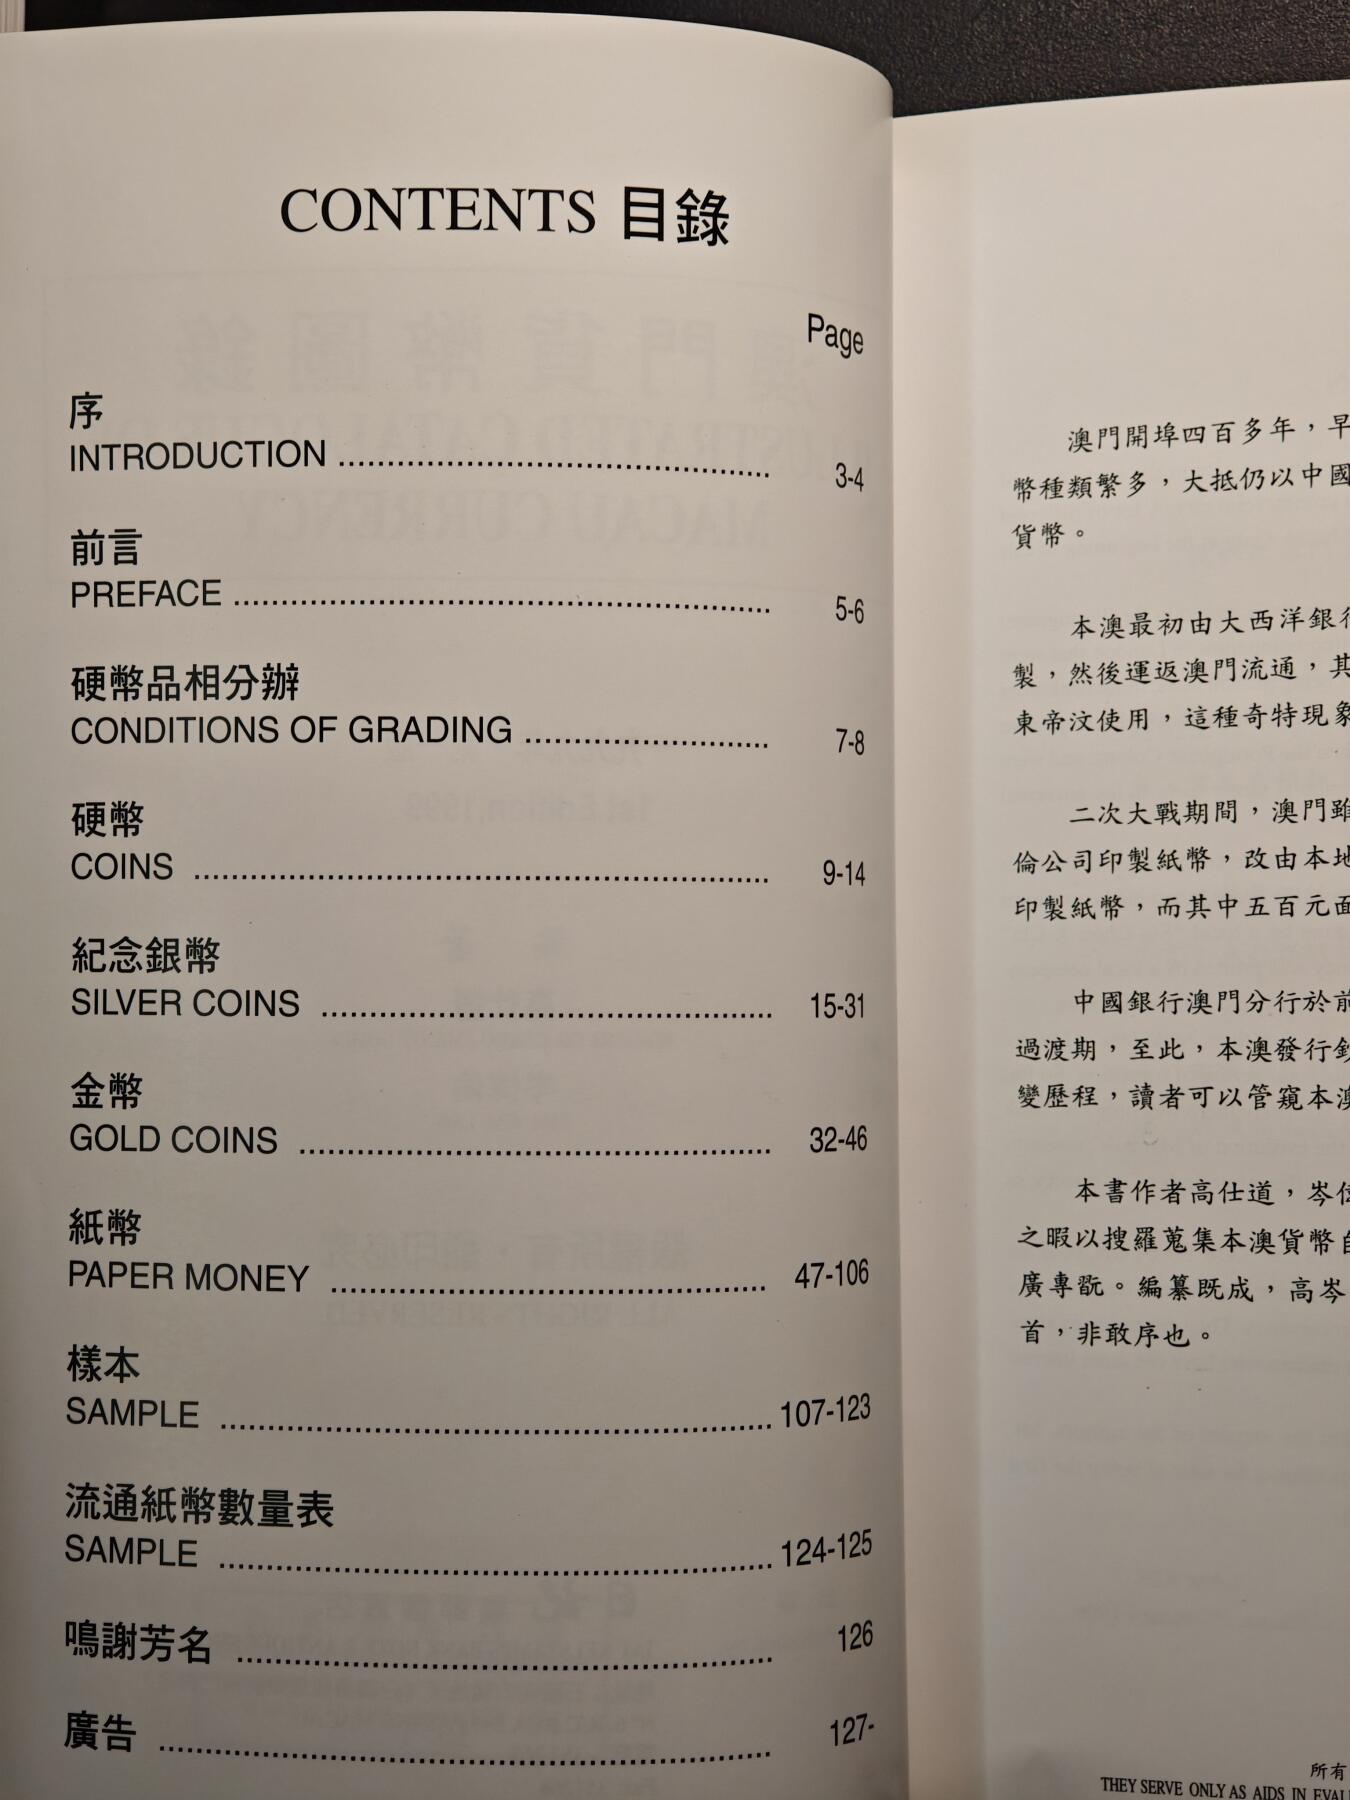 CONTENTS 目錄
Page
序
INTRODUCTION ........................................ 3-4
前言
PREFACE ........................................ 5-6
硬幣品相分辦
CONDITIONS OF GRADING ........................................ 7-8
硬幣
COINS ........................................ 9-14
紀念銀幣
SILVER COINS ........................................ 15-31
金幣
GOLD COINS ........................................ 32-46
紙幣
PAPER MONEY ........................................ 47-106
樣本
SAMPLE ........................................ 107-123
流通紙幣數量表
SAMPLE ........................................ 124-125
鳴謝芳名 ........................................ 126
廣告 ........................................ 127-
澳門開埠四百多年，早
幣種類繁多，大抵仍以中國
貨幣。
本澳最初由大西洋銀行
製，然後運返澳門流通，其
東帝汶使用，這種奇特現象
二次大戰期間，澳門雖
倫公司印製紙幣，改由本地
印製紙幣，而其中五百元面
中國銀行澳門分行於前
過渡期，至此，本澳發行鈔
變歷程，讀者可以管窺本澳
本書作者高仕道，岑
之暇以搜羅蒐集本澳貨幣自
廣專翫。編纂既成，高岑
首，非敢序也。
所有
THEY SERVE ONLY AS AIDS IN